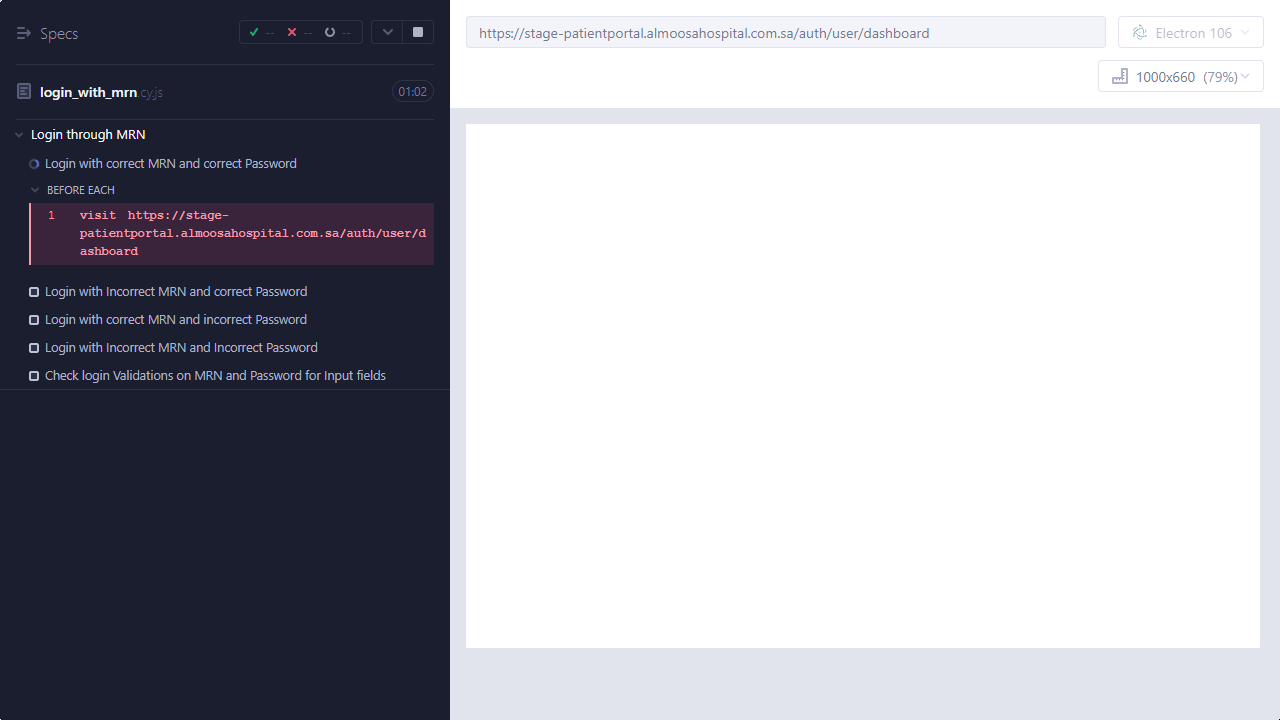 Specs
-- -- --
login_with_mrn.cy.js 01:02
Login through MRN
Login with correct MRN and correct Password
BEFORE EACH
1 visit https://stage-
patientportal.almoosahospital.com.sa/auth/user/d
ashboard
Login with Incorrect MRN and correct Password
Login with correct MRN and incorrect Password
Login with Incorrect MRN and Incorrect Password
Check login Validations on MRN and Password for Input fields
https://stage-patientportal.almoosahospital.com.sa/auth/user/dashboard
Electron 106
1000x660 (79%)